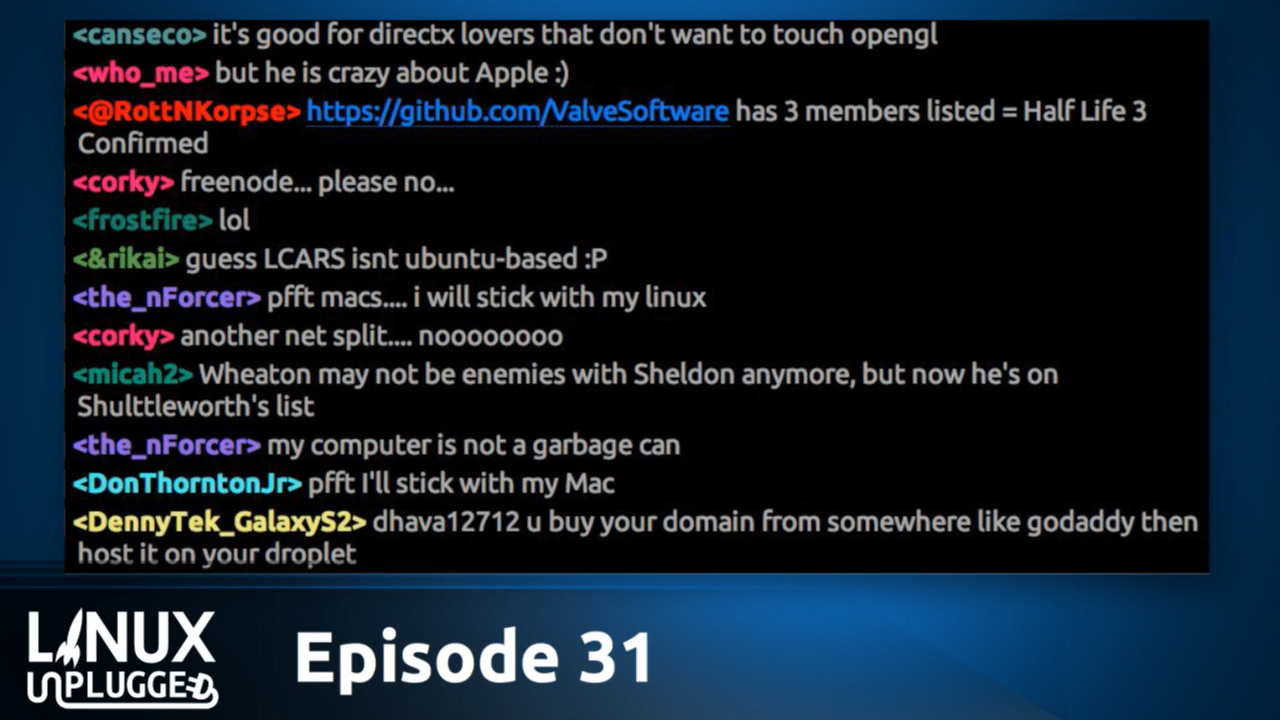 <canseco> it's good for directx lovers that don't want to touch opengl
<who_me> but he is crazy about Apple :)
<@RottNKorpse> https://github.com/ValveSoftware has 3 members listed = Half Life 3
Confirmed
<corky> freenode... please no...
<frostfire> lol
<&rikai> guess LCARS isnt ubuntu-based :P
<the_nForcer> pfft macs.... i will stick with my linux
<corky> another net split.... noooooooo
<micah2> Wheaton may not be enemies with Sheldon anymore, but now he's on
Shulttleworth's list
<the_nForcer> my computer is not a garbage can
<DonThorntonJr> pfft I'll stick with my Mac
<DennyTek_GalaxyS2> dhava12712 u buy your domain from somewhere like godaddy then
host it on your droplet
LINUX
UNPLUGGED
Episode 31